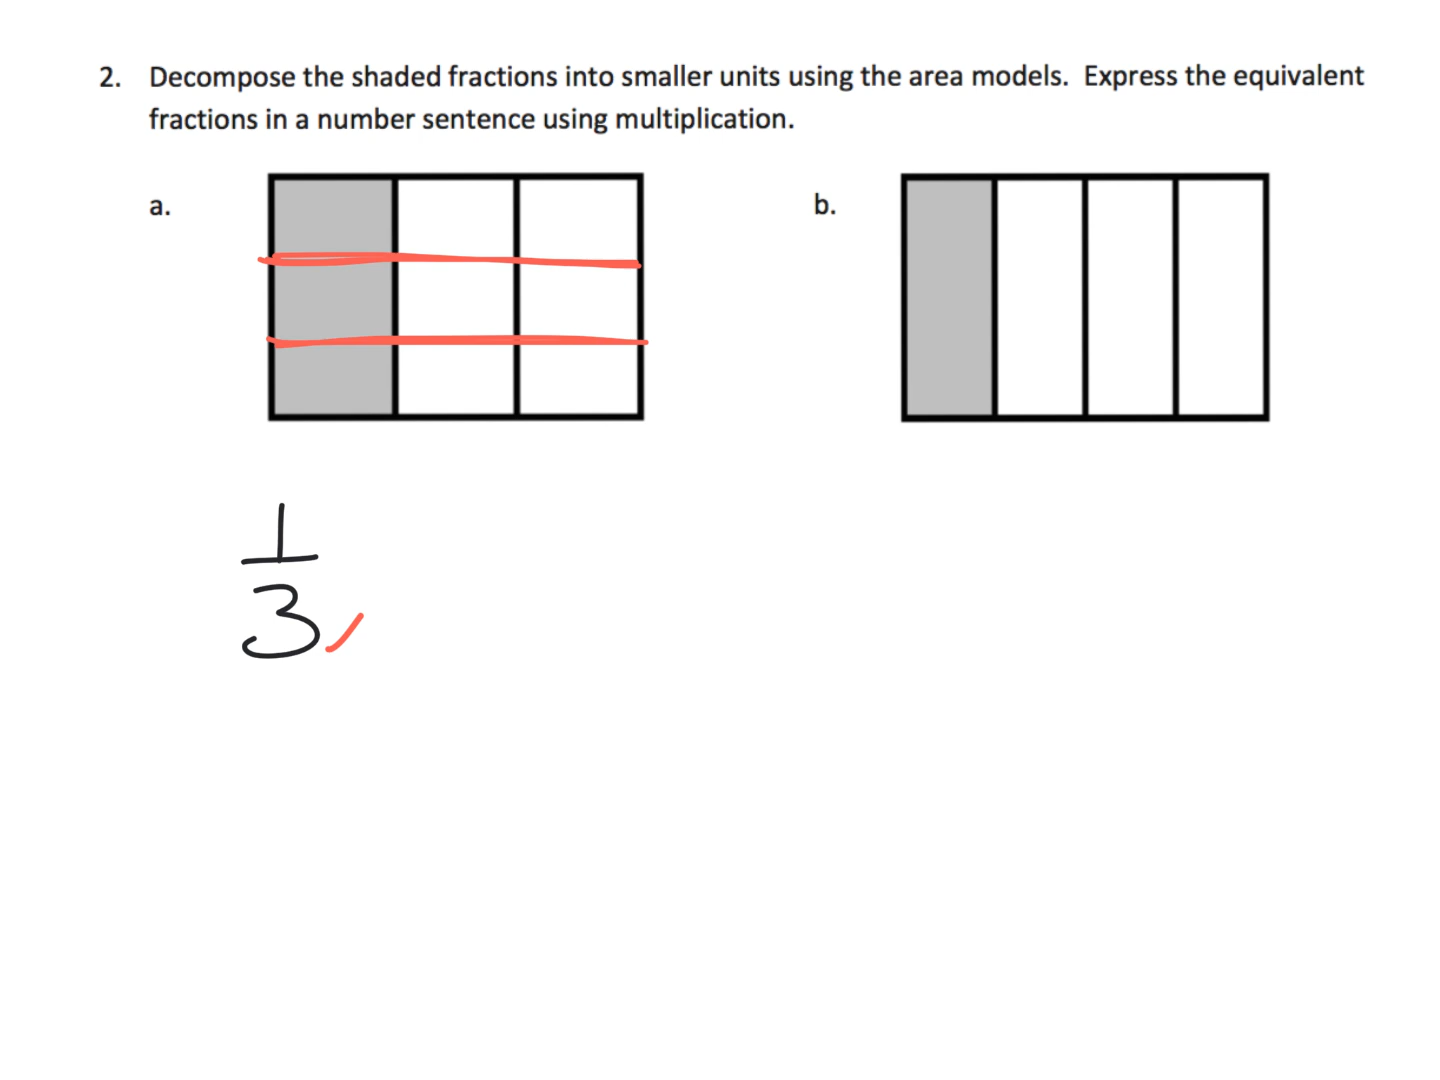 2. Decompose the shaded fractions into smaller units using the area models. Express the equivalent
fractions in a number sentence using multiplication.
a. b.
1
3